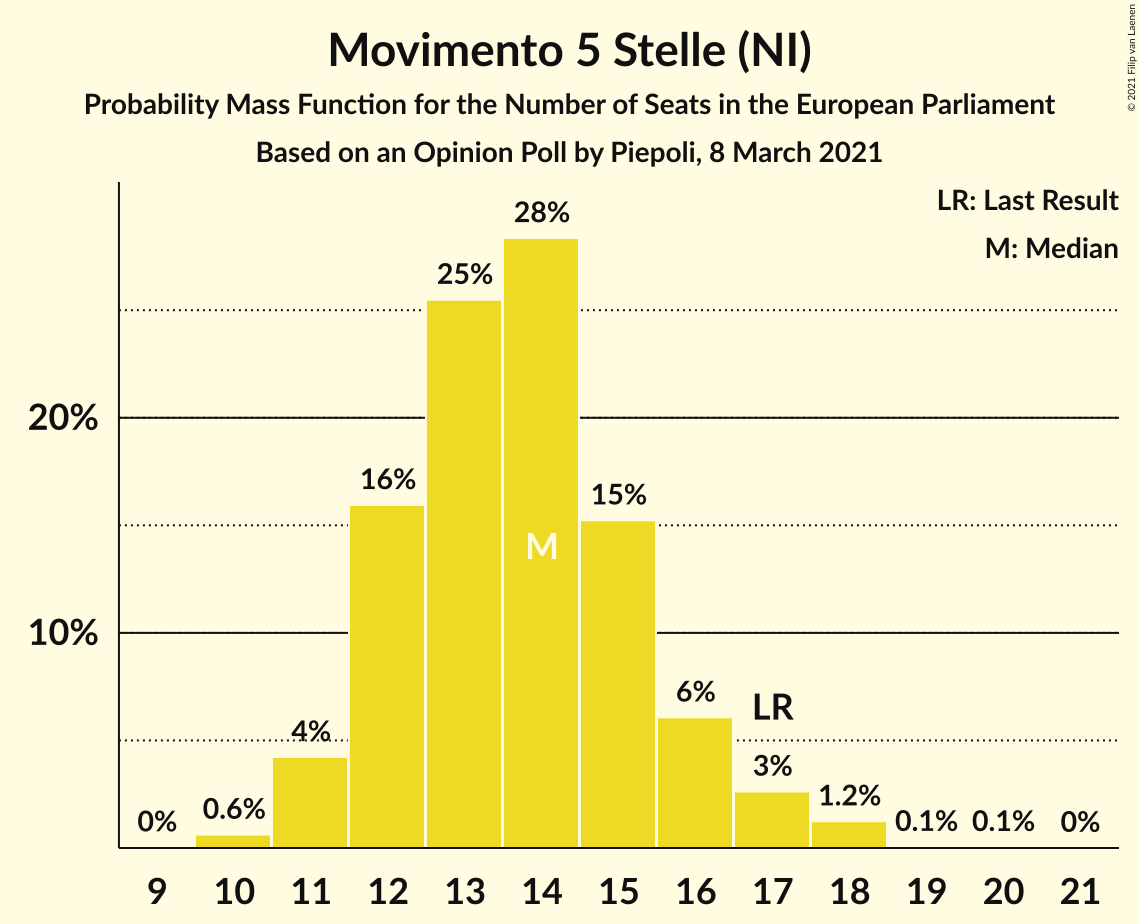 Movimento 5 Stelle (NI)
Probability Mass Function for the Number of Seats in the European Parliament
Based on an Opinion Poll by Piepoli, 8 March 2021
© 2021 Filip van Laenen
LR: Last Result
M: Median
20%
10%
0%
0.6%
4%
16%
25%
28%
M
15%
6%
LR
3%
1.2%
0.1%
0.1%
0%
9 10 11 12 13 14 15 16 17 18 19 20 21